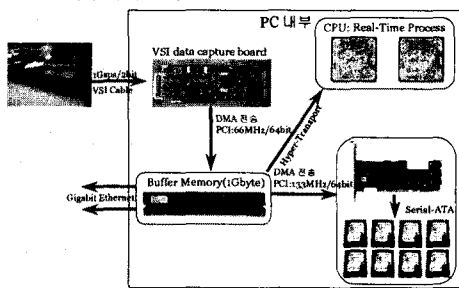 PC 내부
CPU: Real-Time Process
VSI data capture board
1Gsps/2bit
VSI Cable
DMA 전송
PCI:66MHz/64bit
Hyper-Transport
DMA 전송
PCI:133MHz/64bit
Buffer Memory(1Gbyte)
Gigabit Ethernet
Serial-ATA